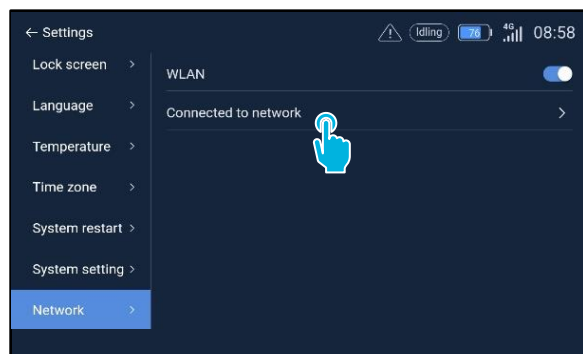 ← Settings
Idling 76 4G 08:58
Lock screen >
WLAN
Language >
Connected to network >
Temperature >
Time zone >
System restart >
System setting >
Network >